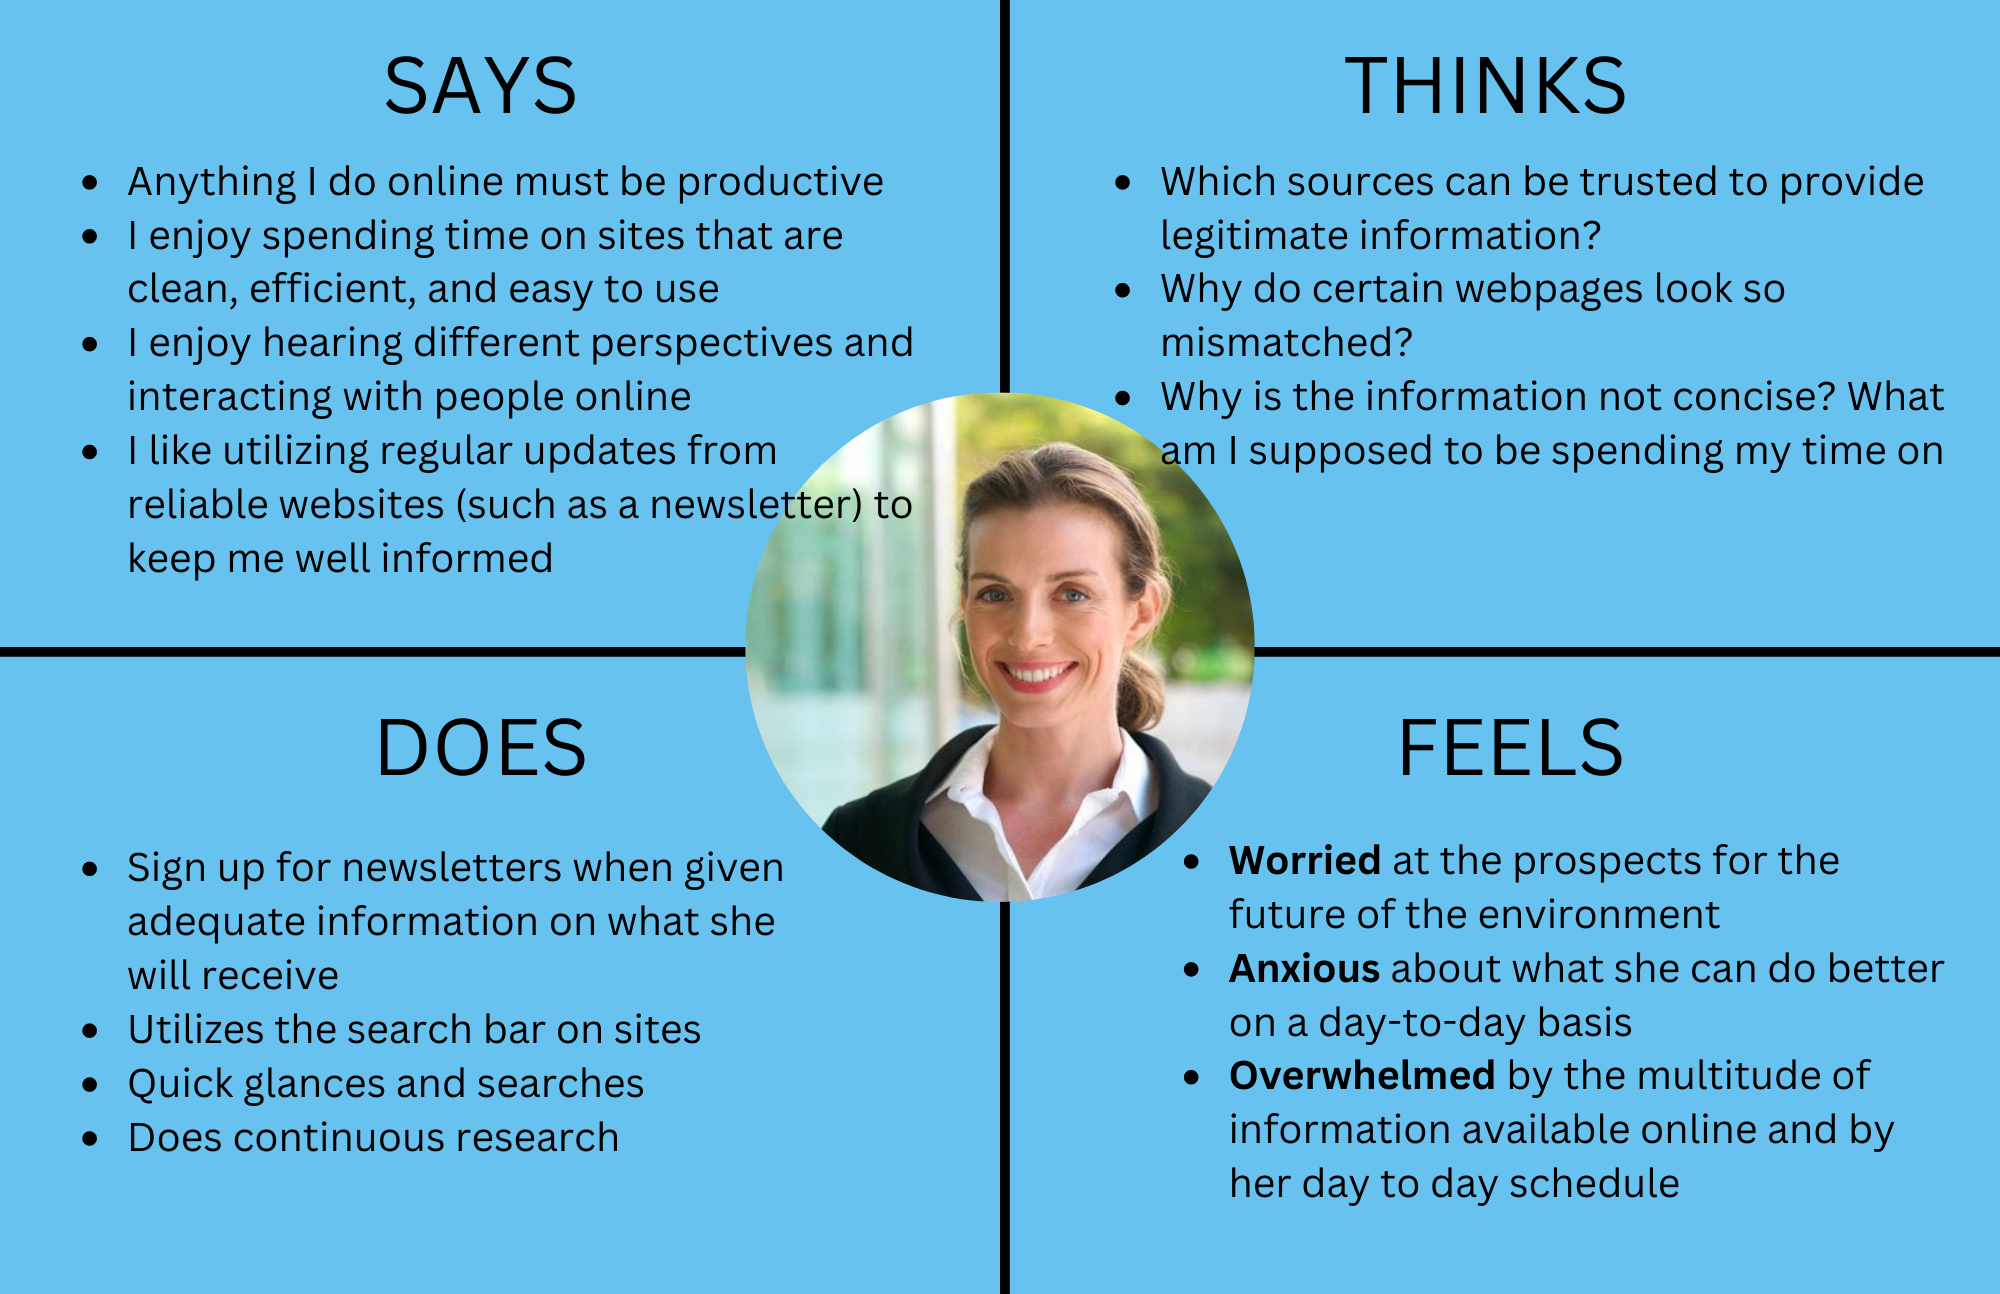 SAYS
• Anything I do online must be productive
• I enjoy spending time on sites that are
clean, efficient, and easy to use
• I enjoy hearing different perspectives and
interacting with people online
• I like utilizing regular updates from
reliable websites (such as a newsletter) to
keep me well informed
THINKS
• Which sources can be trusted to provide
legitimate information?
• Why do certain webpages look so
mismatched?
• Why is the information not concise? What
am I supposed to be spending my time on
DOES
• Sign up for newsletters when given
adequate information on what she
will receive
• Utilizes the search bar on sites
• Quick glances and searches
• Does continuous research
FEELS
• Worried at the prospects for the
future of the environment
• Anxious about what she can do better
on a day-to-day basis
• Overwhelmed by the multitude of
information available online and by
her day to day schedule